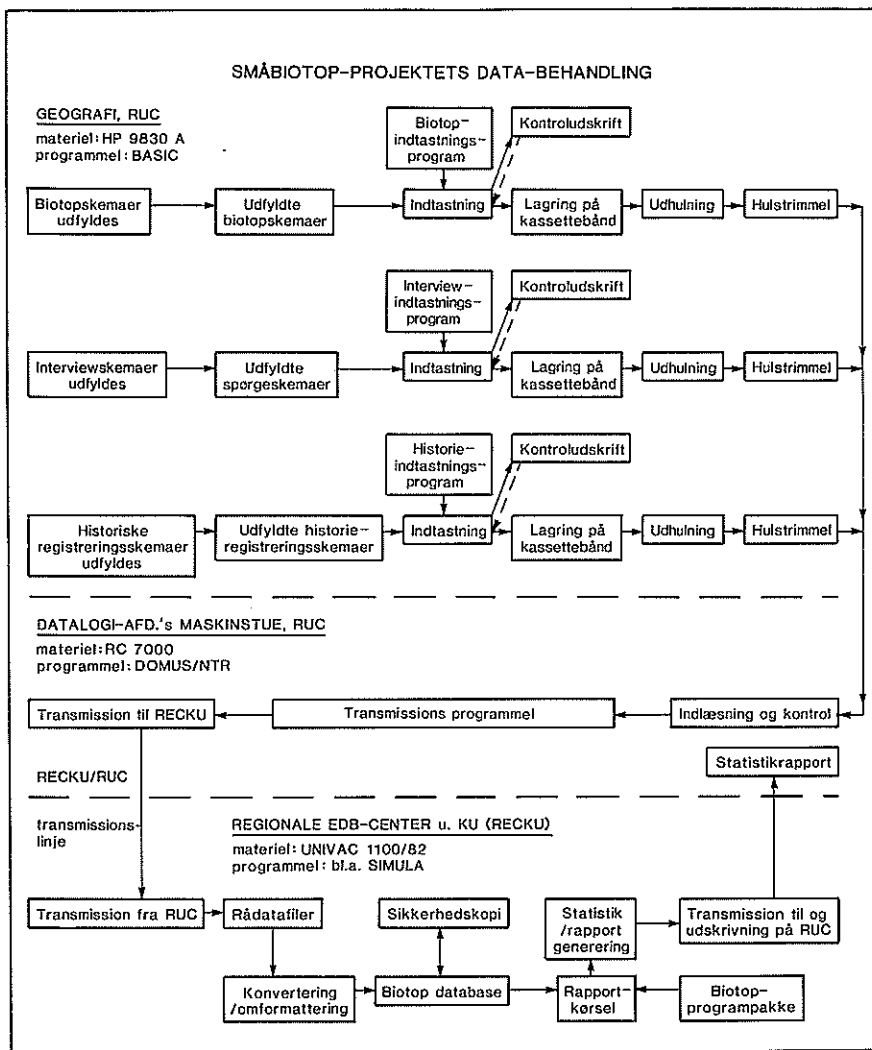 SMÅBIOTOP-PROJEKTETS DATA-BEHANDLING
GEOGRAFI, RUC
materiel: HP 9830 A
programmel: BASIC
Biotop-
indtastnings-
program
Kontroludskrift
Biotopskemaer
udfyldes
Udfyldte
biotopskemaer
Indtastning
Lagring på
kassettebånd
Udhulning
Hulstrimmel
Interview-
indtastnings-
program
Kontroludskrift
Interviewskemaer
udfyldes
Udfyldte
spørgeskemaer
Indtastning
Lagring på
kassettebånd
Udhulning
Hulstrimmel
Historie-
indtastnings-
program
Kontroludskrift
Historiske
registreringsskemaer
udfyldes
Udfyldte historie-
registreringsskemaer
Indtastning
Lagring på
kassettebånd
Udhulning
Hulstrimmel
DATALOGI-AFD.'s MASKINSTUE, RUC
materiel: RC 7000
programmel: DOMUS/NTR
Transmission til RECKU
Transmissions programmel
Indlæsning og kontrol
RECKU/RUC
Statistikrapport
transmissions-
linje
REGIONALE EDB-CENTER u. KU (RECKU)
materiel: UNIVAC 1100/82
programmel: bl.a. SIMULA
Transmission fra RUC
Rådatafiler
Sikkerhedskopi
Statistik
/rapport
generering
Transmission til og
udskrivning på RUC
Konvertering
/omformattering
Biotop database
Rapport-
kørsel
Biotop-
programpakke